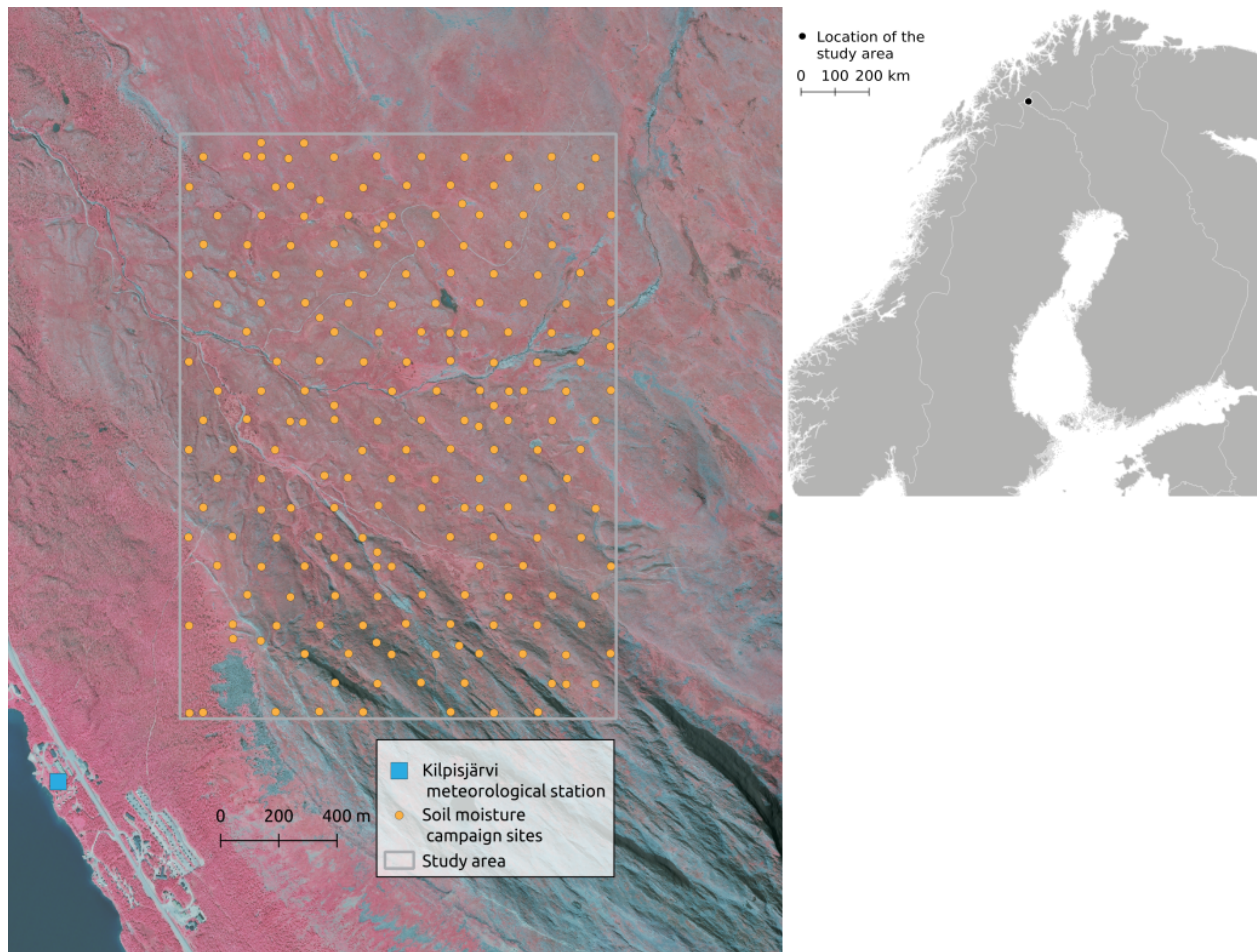 Location of the
study area
0 100 200 km
Kilpisjärvi
meteorological station
Soil moisture
campaign sites
Study area
0 200 400 m